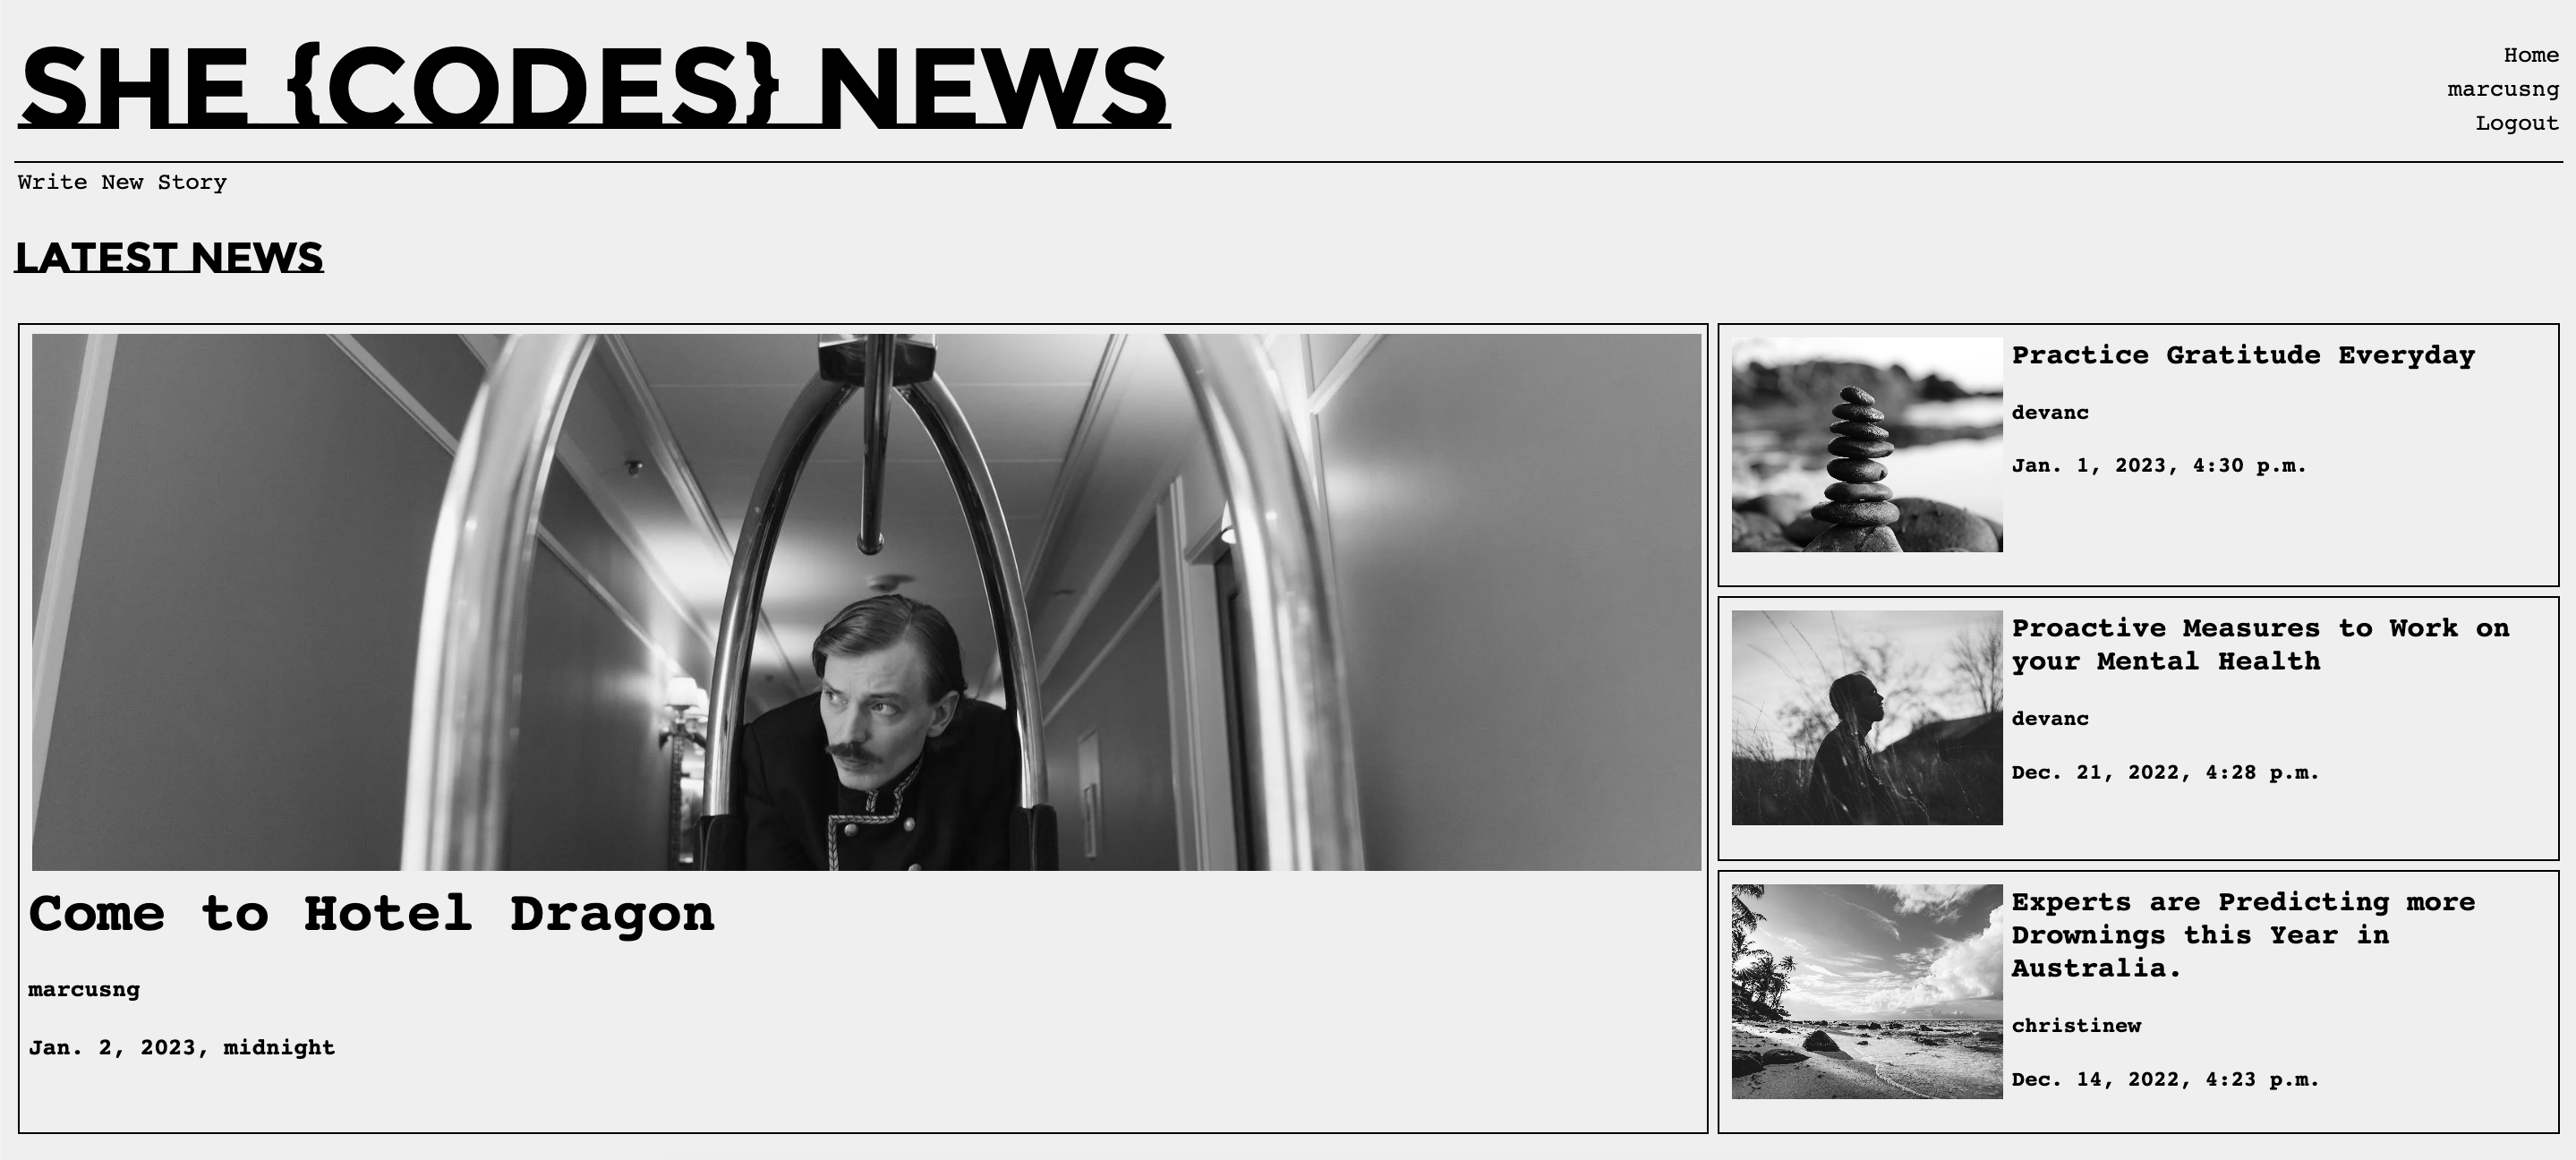 SHE {CODES} NEWS
Home
marcusng
Logout
Write New Story
LATEST NEWS
Come to Hotel Dragon
marcusng
Jan. 2, 2023, midnight
Practice Gratitude Everyday
devanc
Jan. 1, 2023, 4:30 p.m.
Proactive Measures to Work on
your Mental Health
devanc
Dec. 21, 2022, 4:28 p.m.
Experts are Predicting more
Drownings this Year in
Australia.
christinew
Dec. 14, 2022, 4:23 p.m.